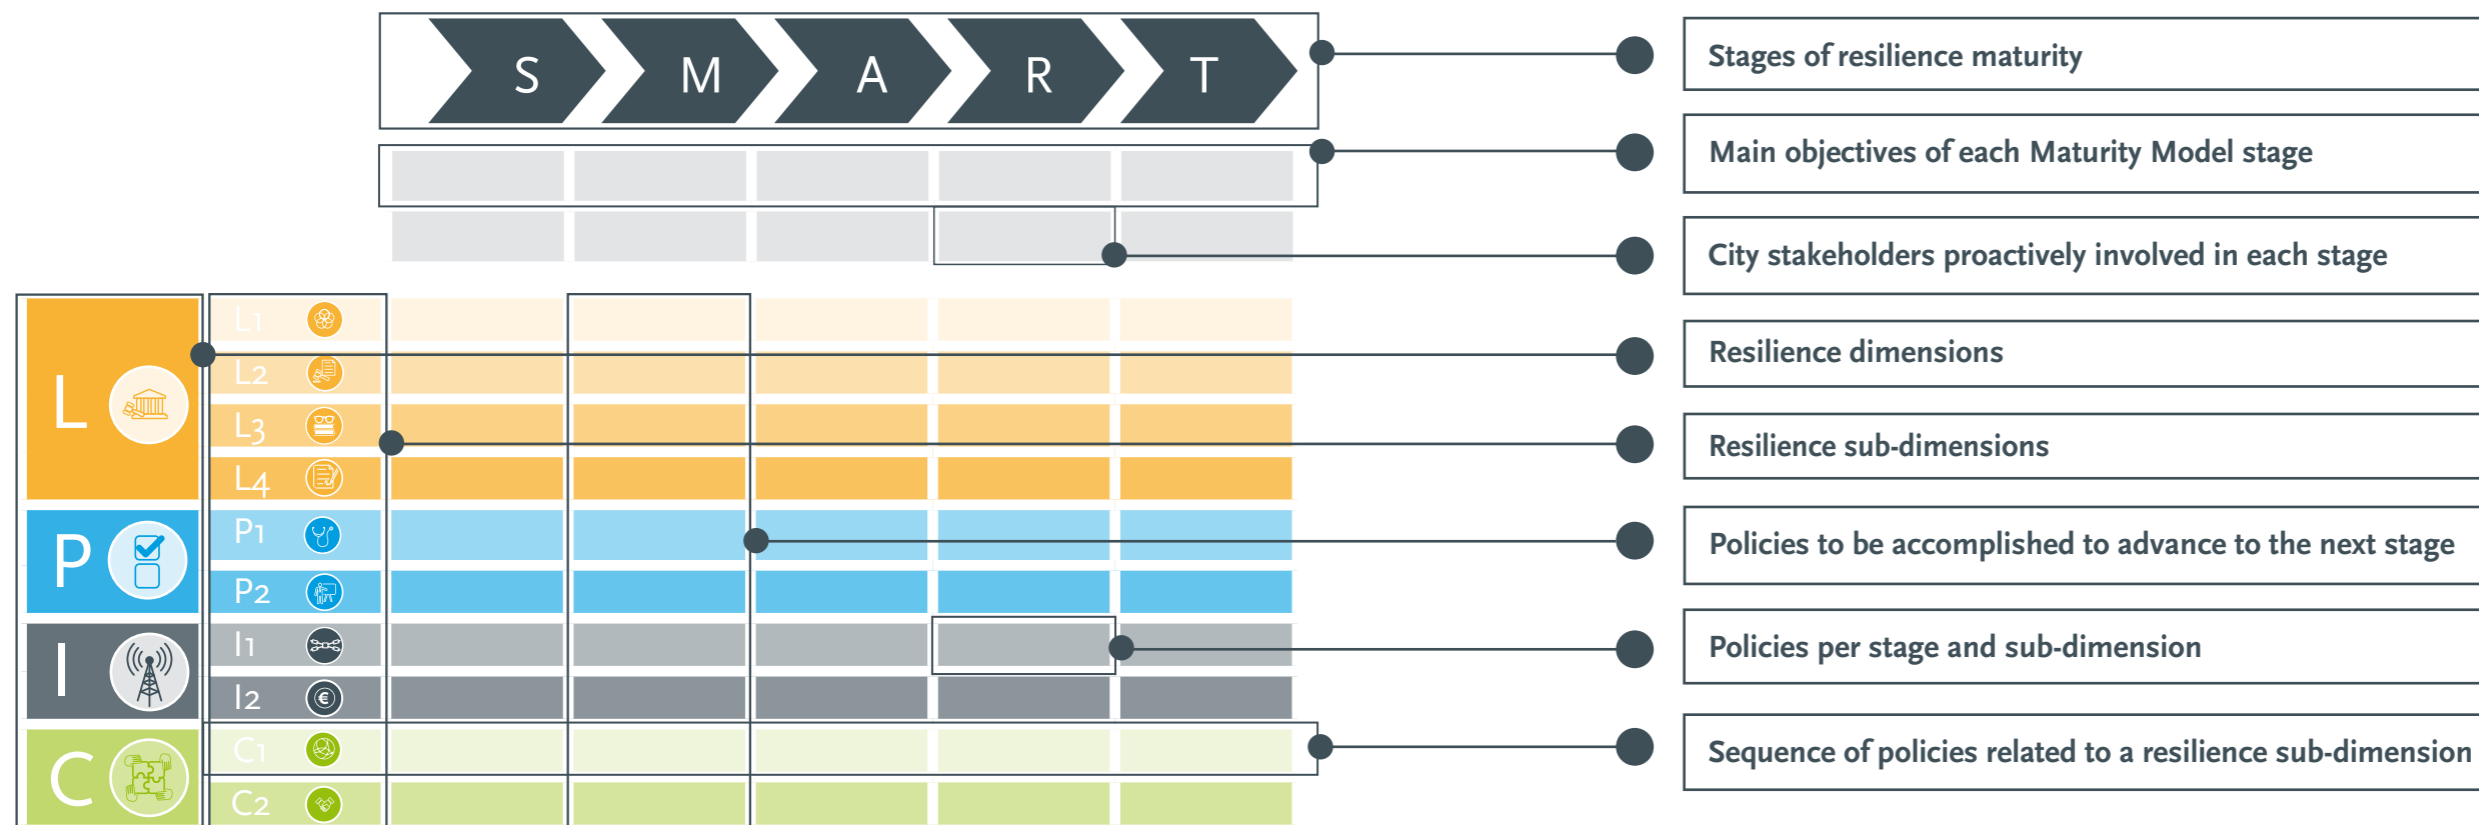 S M A R T
Stages of resilience maturity
Main objectives of each Maturity Model stage
City stakeholders proactively involved in each stage
L
L1
L2
L3
L4
Resilience dimensions
Resilience sub-dimensions
P
P1
P2
Policies to be accomplished to advance to the next stage
I
I1
I2
€
Policies per stage and sub-dimension
C
C1
C2
Sequence of policies related to a resilience sub-dimension